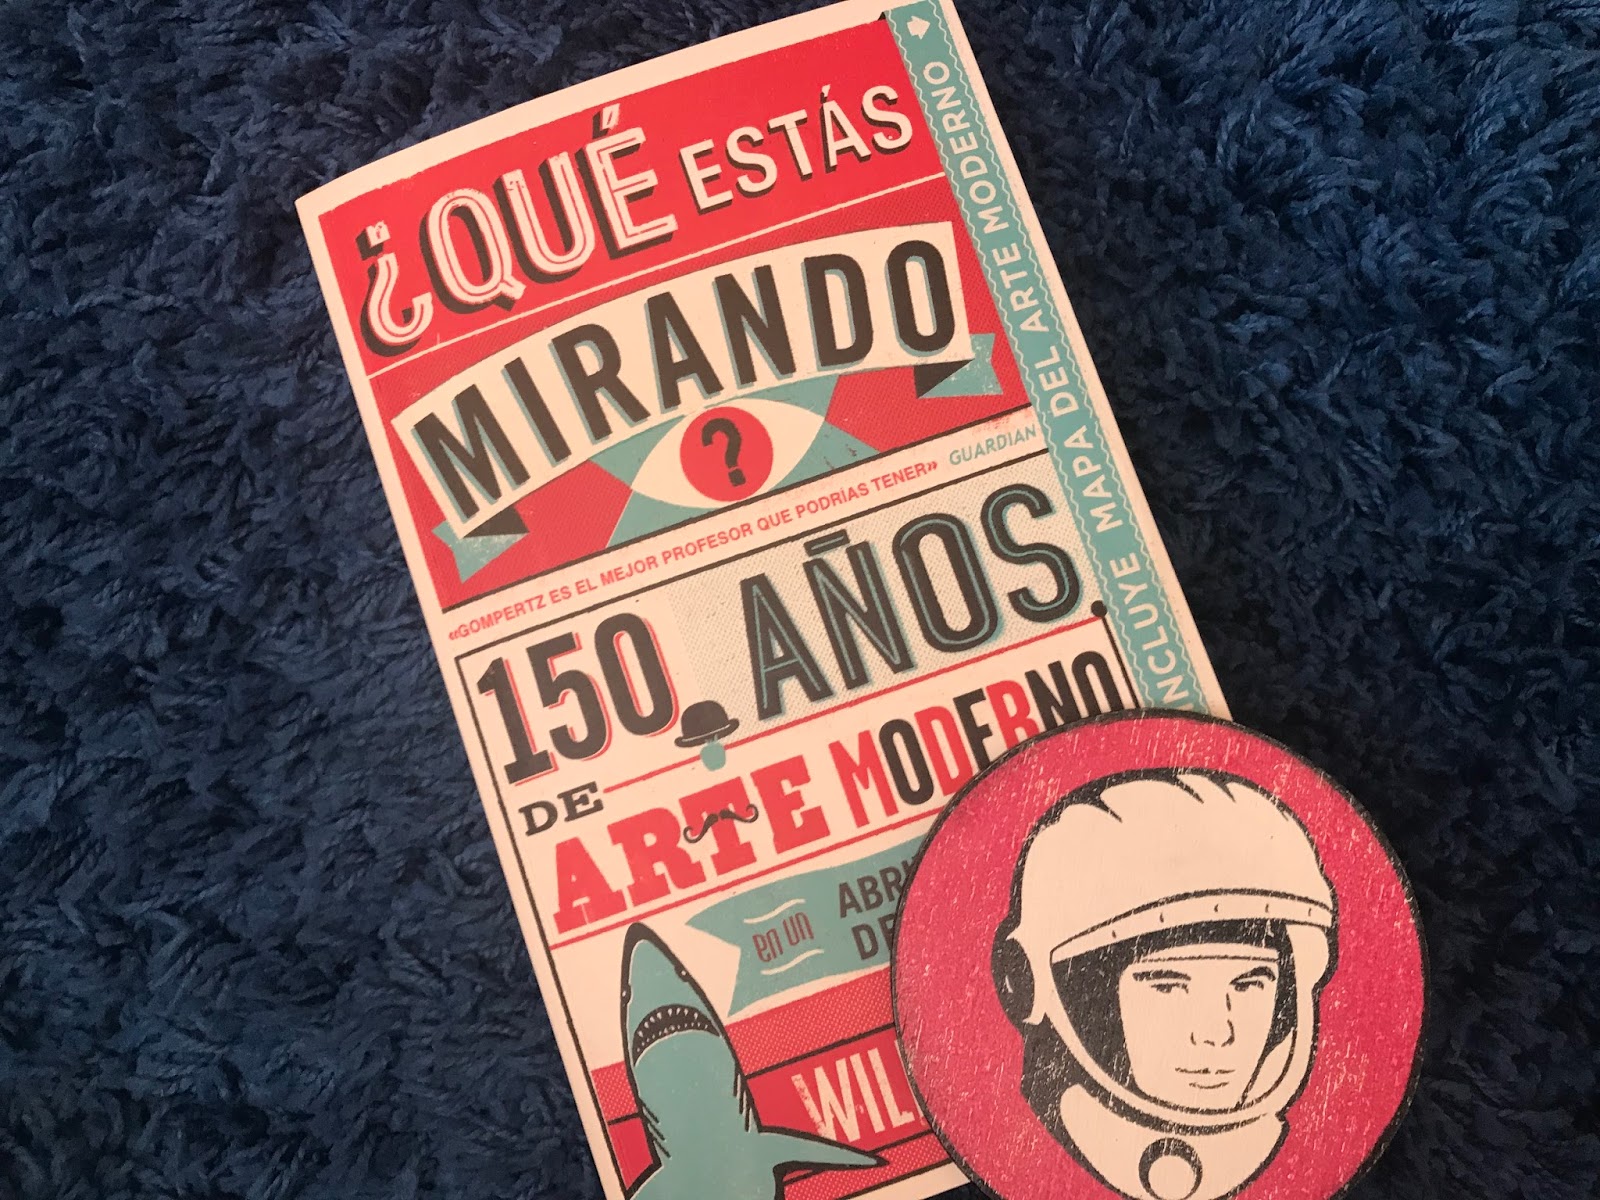 ¿QUÉ ESTÁS
MIRANDO
?
«GOMPERTZ ES EL MEJOR PROFESOR QUE PODRÍAS TENER» GUARDIAN
150 AÑOS
DE
ARTE MODERNO
en un
INCLUYE MAPA DEL ARTE MODERNO